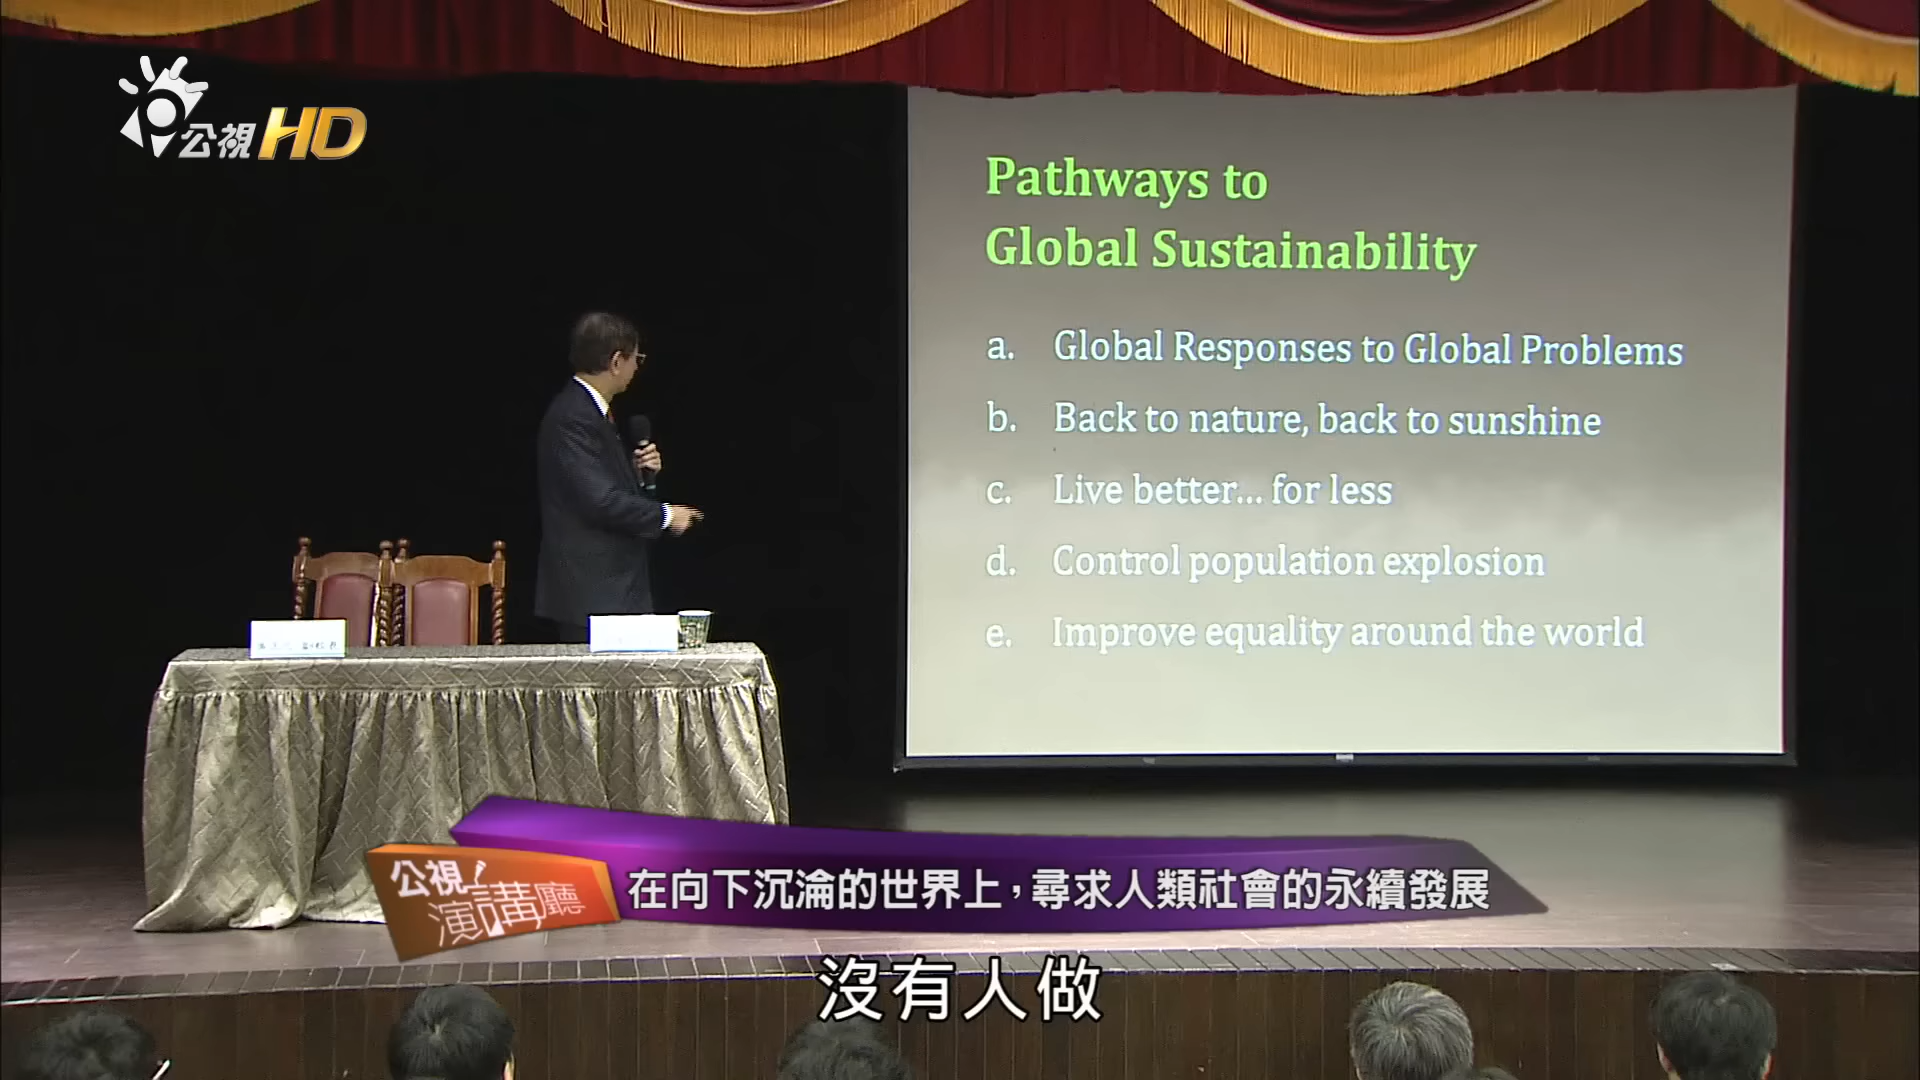 公視HD
Pathways to
Global Sustainability
a. Global Responses to Global Problems
b. Back to nature, back to sunshine
c. Live better... for less
d. Control population explosion
e. Improve equality around the world
公視
演講廳
在向下沉淪的世界上，尋求人類社會的永續發展
沒有人做